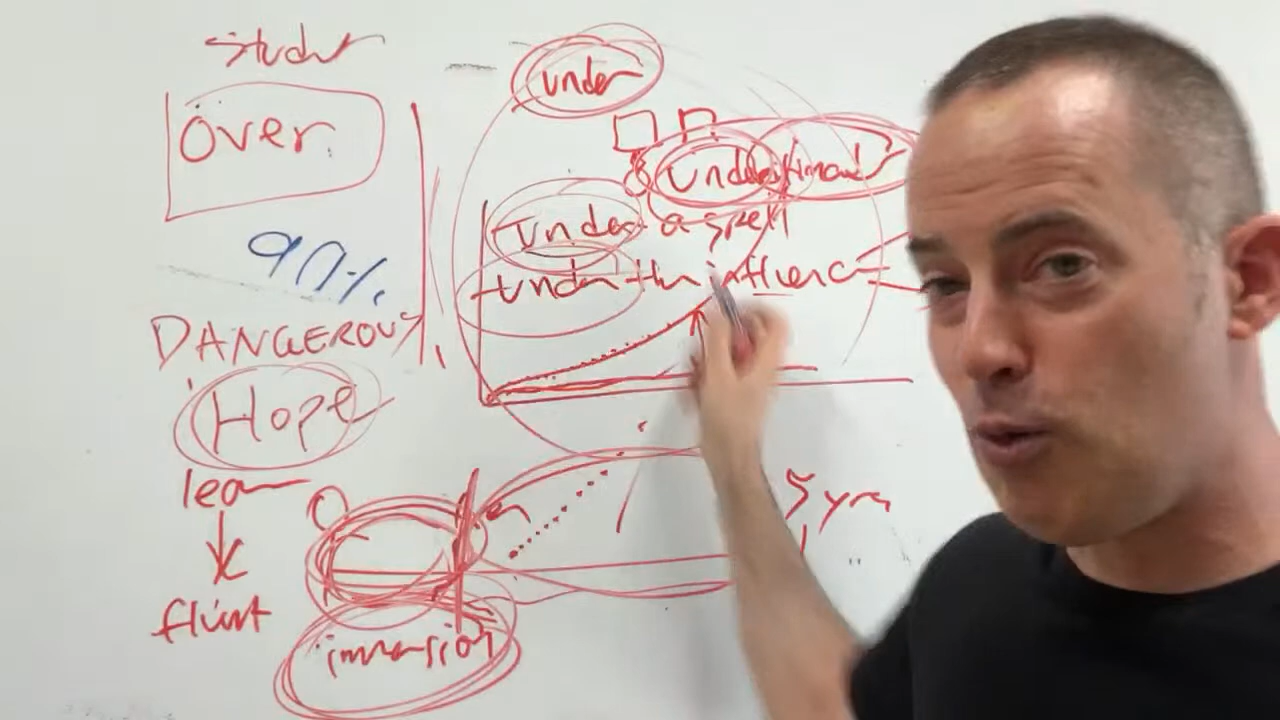 Student
Over
90%
DANGEROUS
Hope
learn
fluent
under
Understand
under a spell
under the influence
5 yrs
immersion